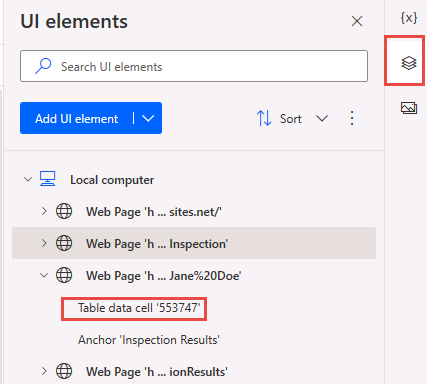 UI elements
{x}
Search UI elements
Add UI element
Sort
Local computer
Web Page 'h ... sites.net/'
Web Page 'h ... Inspection'
Web Page 'h ... Jane%20Doe'
Table data cell '553747'
Anchor 'Inspection Results'
Web Page 'h ... ionResults'